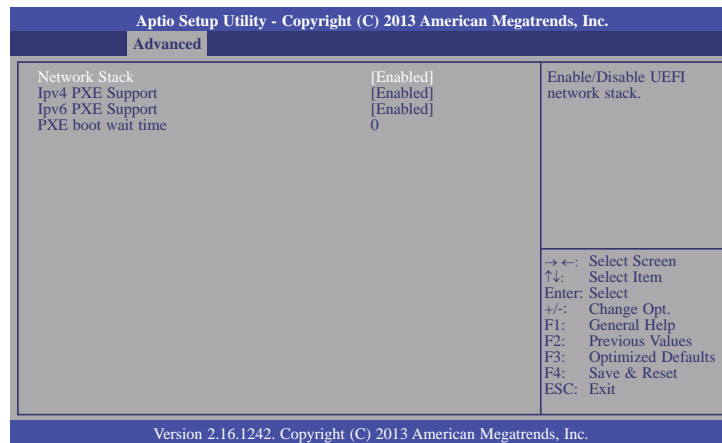 Aptio Setup Utility - Copyright (C) 2013 American Megatrends, Inc.
Advanced
Network Stack [Enabled]
Ipv4 PXE Support [Enabled]
Ipv6 PXE Support [Enabled]
PXE boot wait time 0
Enable/Disable UEFI
network stack.
→←: Select Screen
↑↓: Select Item
Enter: Select
+/-: Change Opt.
F1: General Help
F2: Previous Values
F3: Optimized Defaults
F4: Save & Reset
ESC: Exit
Version 2.16.1242. Copyright (C) 2013 American Megatrends, Inc.